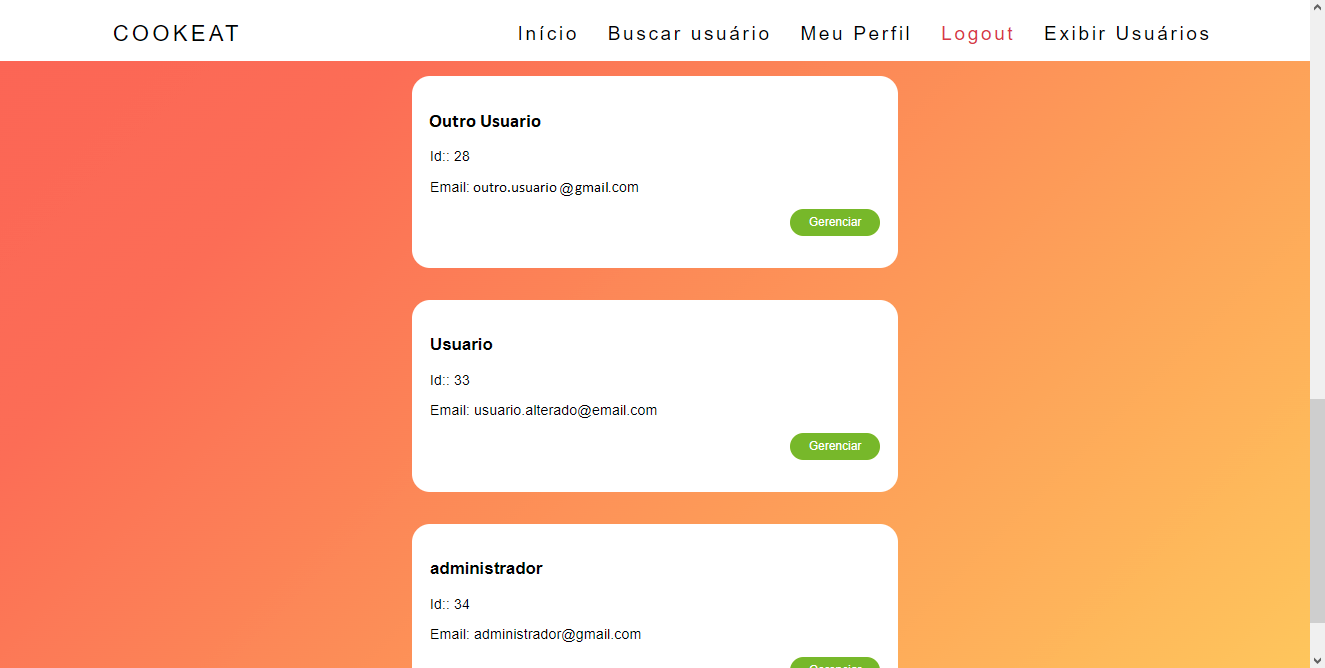 COOKEAT Início Buscar usuário Meu Perfil Logout Exibir Usuários
Outro Usuario
Id:: 28
Email: outro.usuario @gmail.com
Gerenciar
Usuario
Id:: 33
Email: usuario.alterado@email.com
Gerenciar
administrador
Id:: 34
Email: administrador@gmail.com
Gerenciar